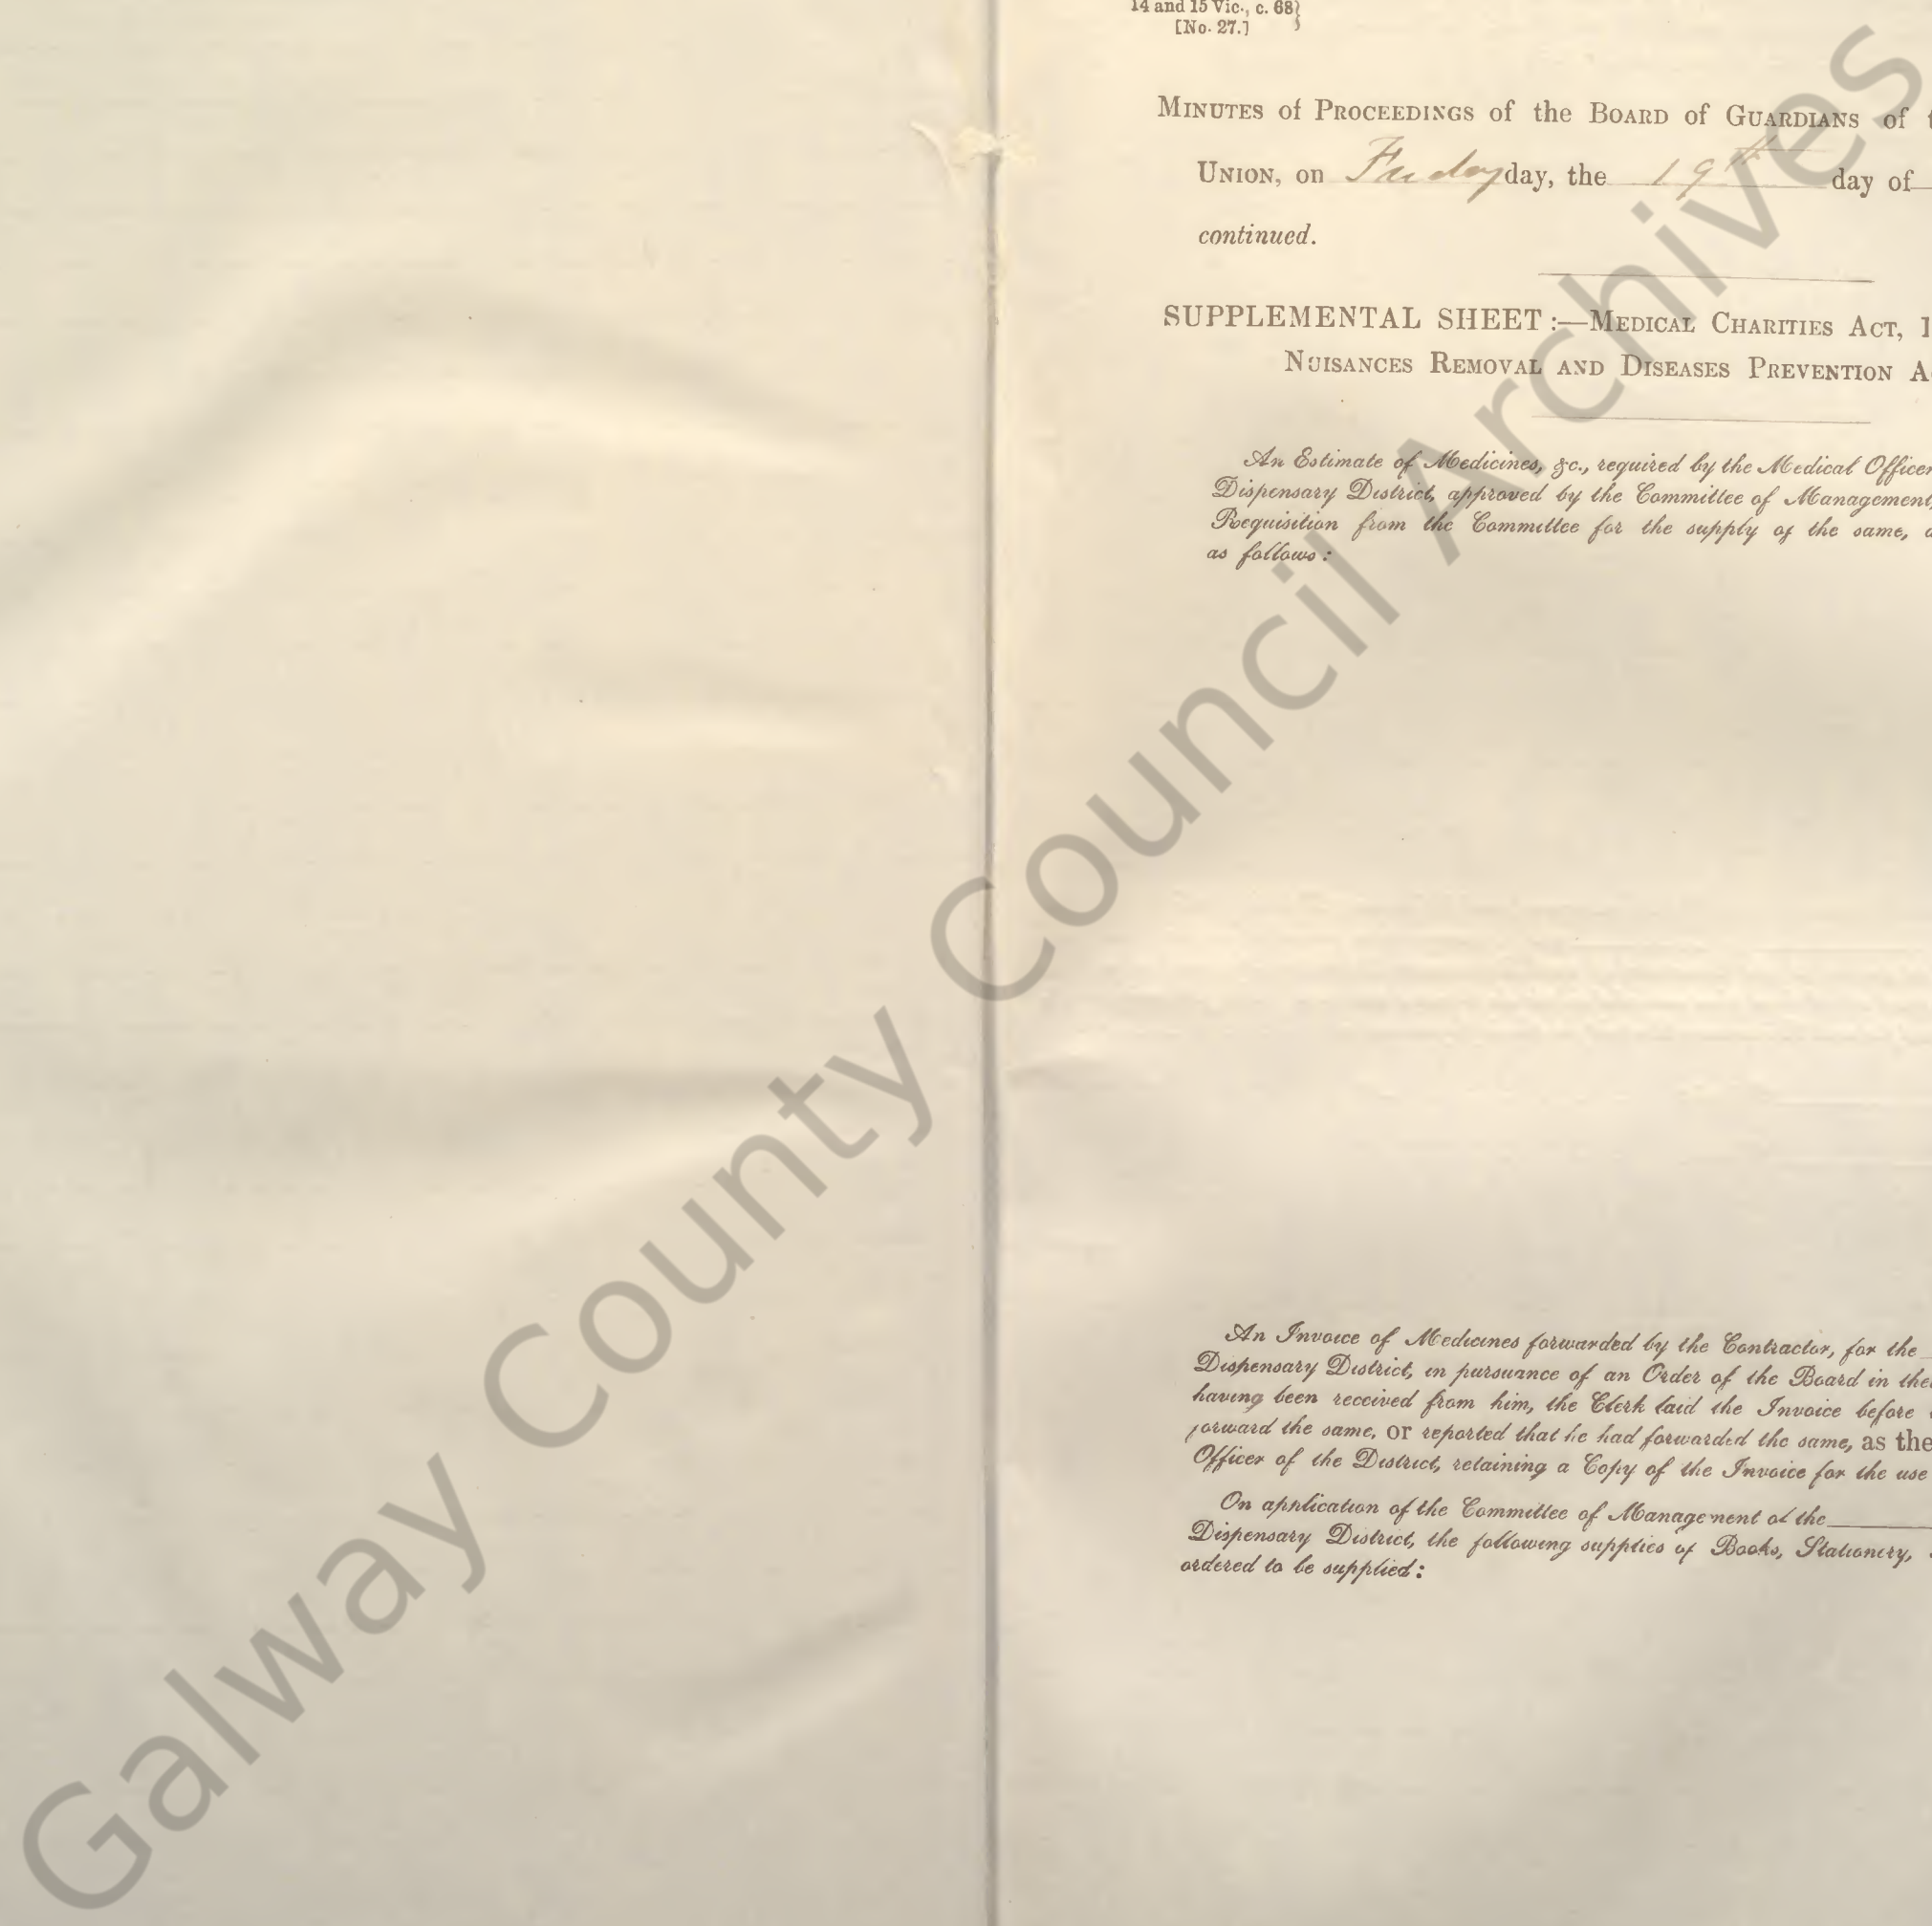 14 and 15 Vic., c. 68}
[No. 27.]
MINUTES of PROCEEDINGS of the BOARD of GUARDIANS of t
UNION, on Friday day, the 19th day of
continued.
SUPPLEMENTAL SHEET:—MEDICAL CHARITIES ACT, 1
NUISANCES REMOVAL AND DISEASES PREVENTION A
An Estimate of Medicines, &c., required by the Medical Officer
Dispensary District, approved by the Committee of Management,
Requisition from the Committee for the supply of the same, a
as follows:
An Invoice of Medicines forwarded by the Contractor, for the
Dispensary District, in pursuance of an Order of the Board in the
having been received from him, the Clerk laid the Invoice before
forward the same, or reported that he had forwarded the same, as the
Officer of the District, retaining a Copy of the Invoice for the use
On application of the Committee of Management of the
Dispensary District, the following supplies of Books, Stationery,
ordered to be supplied:
Galway County Council Archives